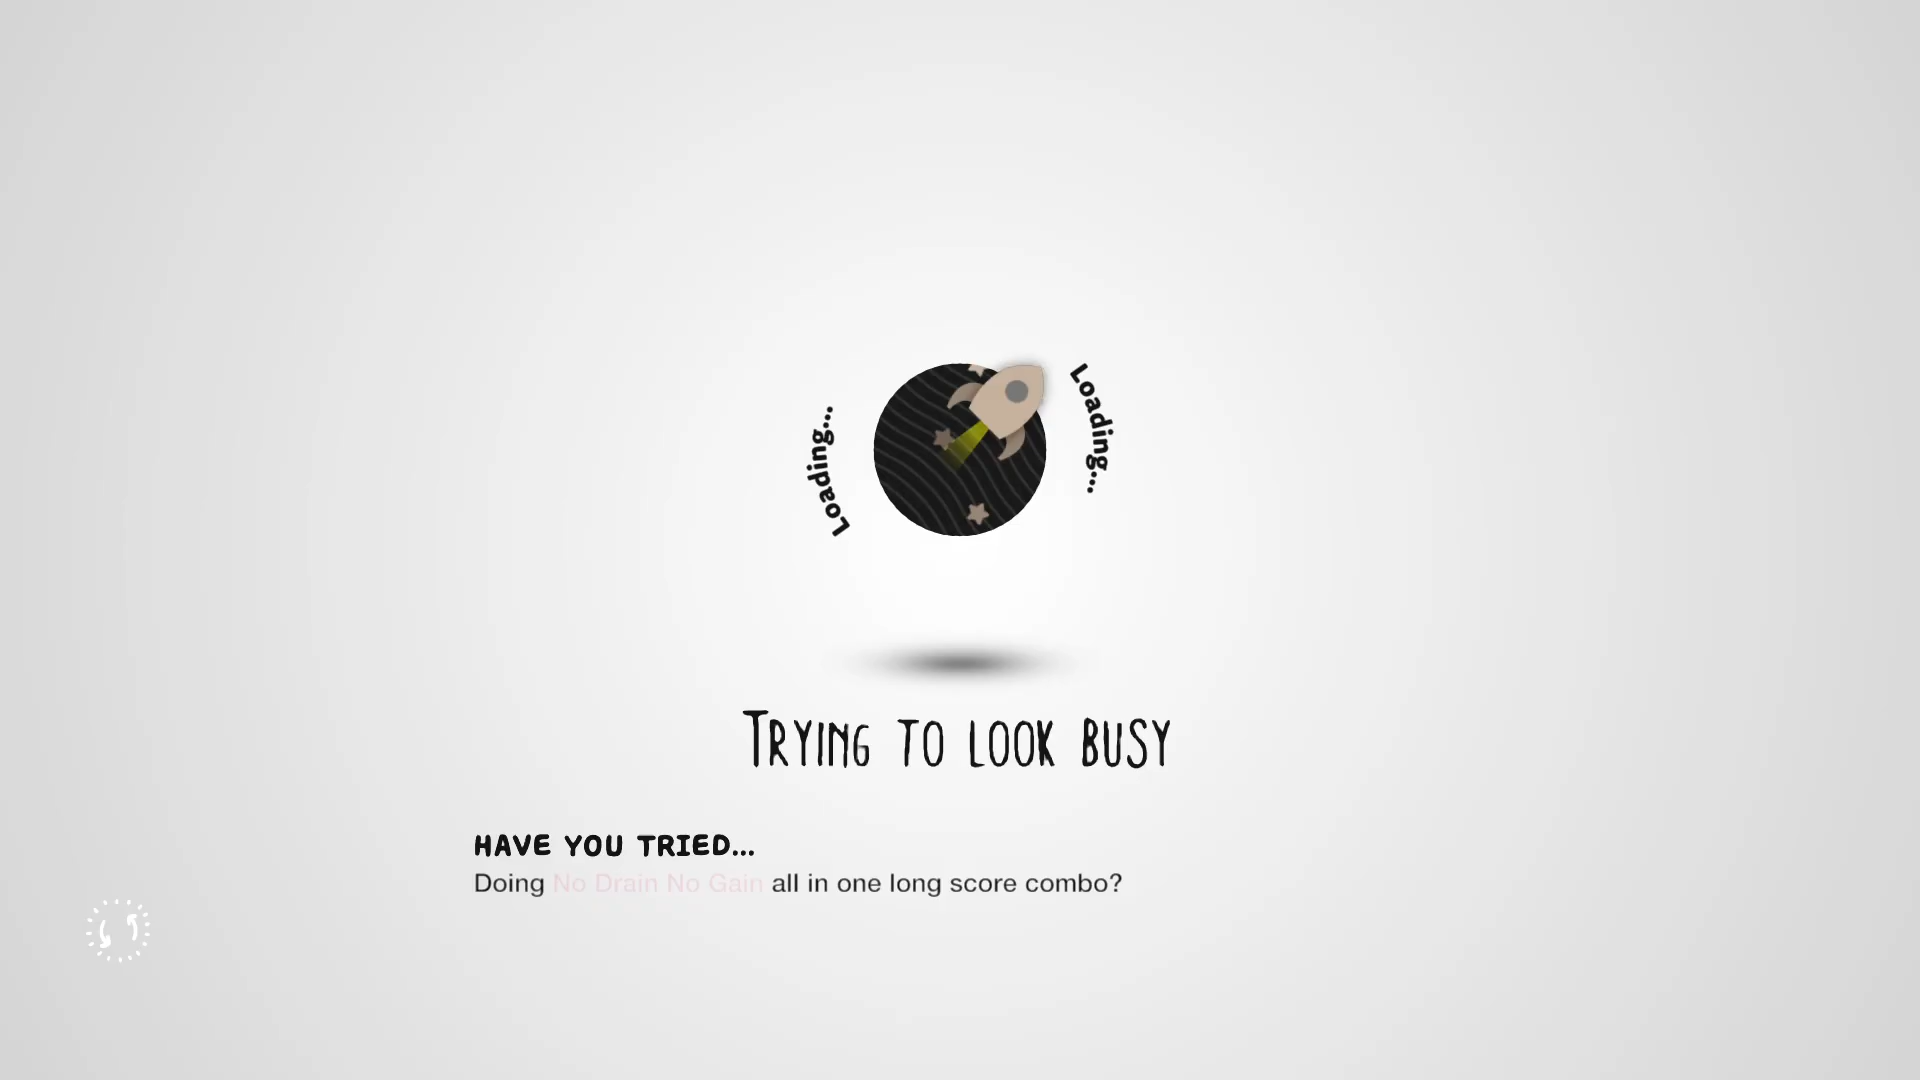 Loading...
Loading...
Trying to look busy
HAVE YOU TRIED...
Doing No Drain No Gain all in one long score combo?